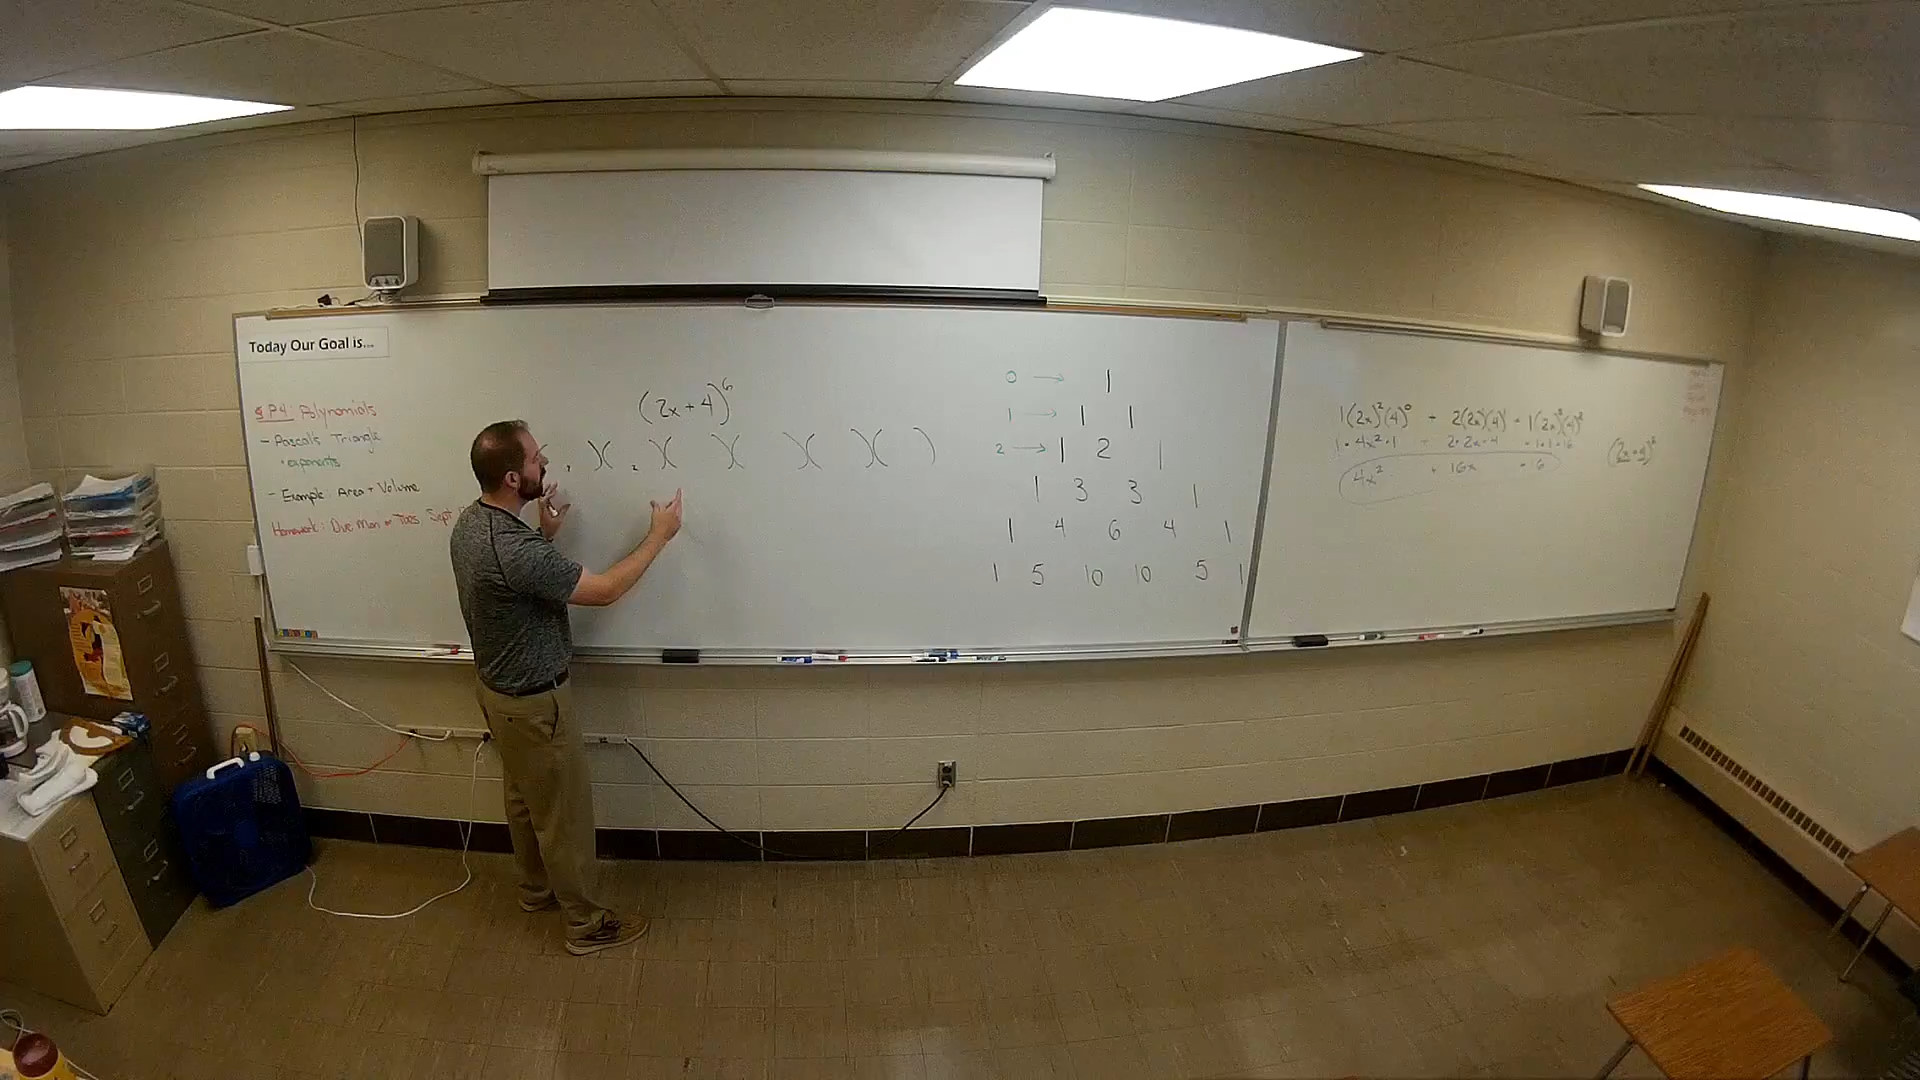 Today Our Goal is...
§ P4: Polynomials
- Pascal's Triangle
• exponents
- Example: Area + Volume
Homework: Due Mon or Tues. Sept
(2x + 4)^6
)( )( )( )( )( )
0 → 1
1 → 1 1
2 → 1 2 1
1 3 3 1
1 4 6 4 1
1 5 10 10 5 1
1(2x)²(4)⁰ + 2(2x)¹(4)¹ + 1(2x)⁰(4)²
1 · 4x² · 1 + 2 · 2x · 4 + 1 · 1 · 16
4x² + 16x + 16
(2x+4)²